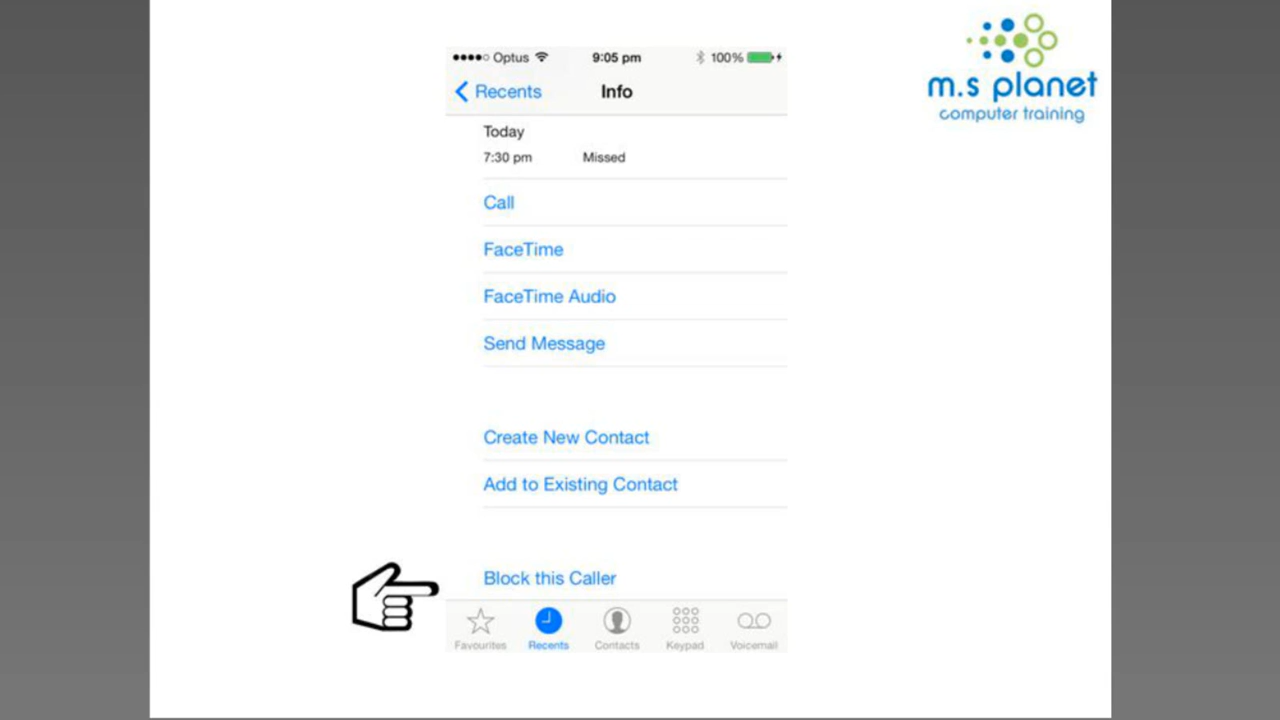 m.s planet
computer training
Optus 9:05 pm 100%
Recents Info
Today
7:30 pm Missed
Call
FaceTime
FaceTime Audio
Send Message
Create New Contact
Add to Existing Contact
Block this Caller
Favourites Recents Contacts Keypad Voicemail